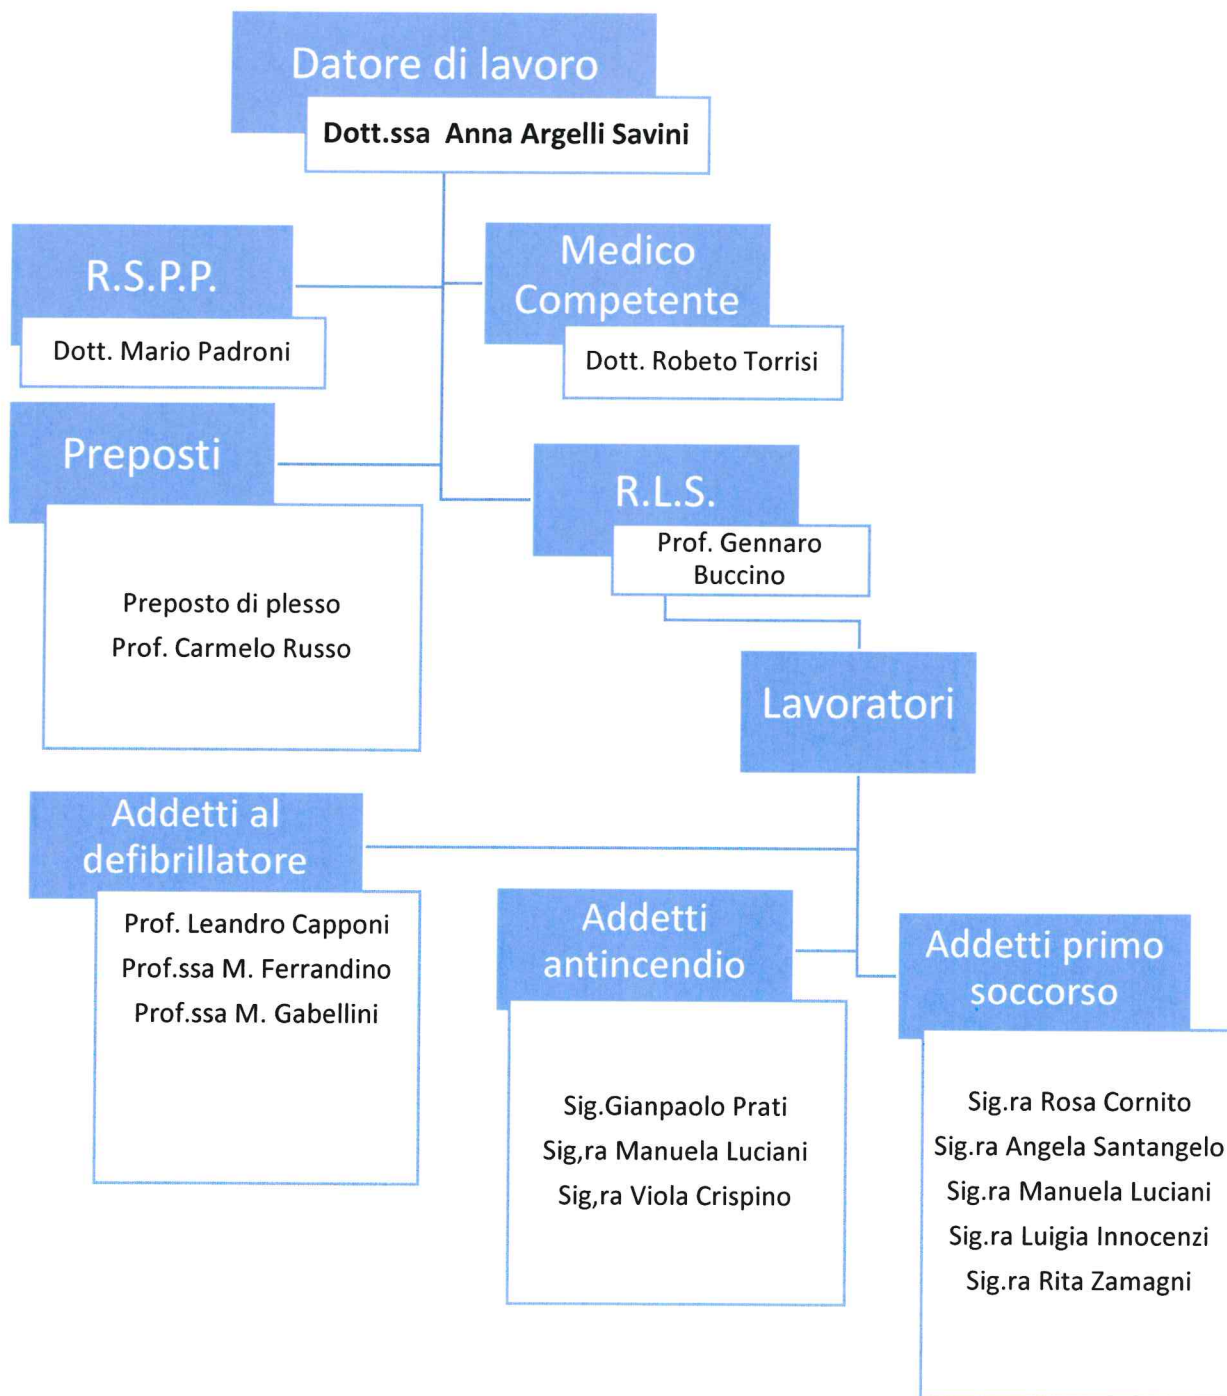 Datore di lavoro
Dott.ssa Anna Argelli Savini
R.S.P.P.
Dott. Mario Padroni
Medico
Competente
Dott. Robeto Torrisi
Preposti
Preposto di plesso
Prof. Carmelo Russo
R.L.S.
Prof. Gennaro
Buccino
Lavoratori
Addetti al
defibrillatore
Prof. Leandro Capponi
Prof.ssa M. Ferrandino
Prof.ssa M. Gabellini
Addetti
antincendio
Sig.Gianpaolo Prati
Sig,ra Manuela Luciani
Sig,ra Viola Crispino
Addetti primo
soccorso
Sig.ra Rosa Cornito
Sig.ra Angela Santangelo
Sig.ra Manuela Luciani
Sig.ra Luigia Innocenzi
Sig.ra Rita Zamagni